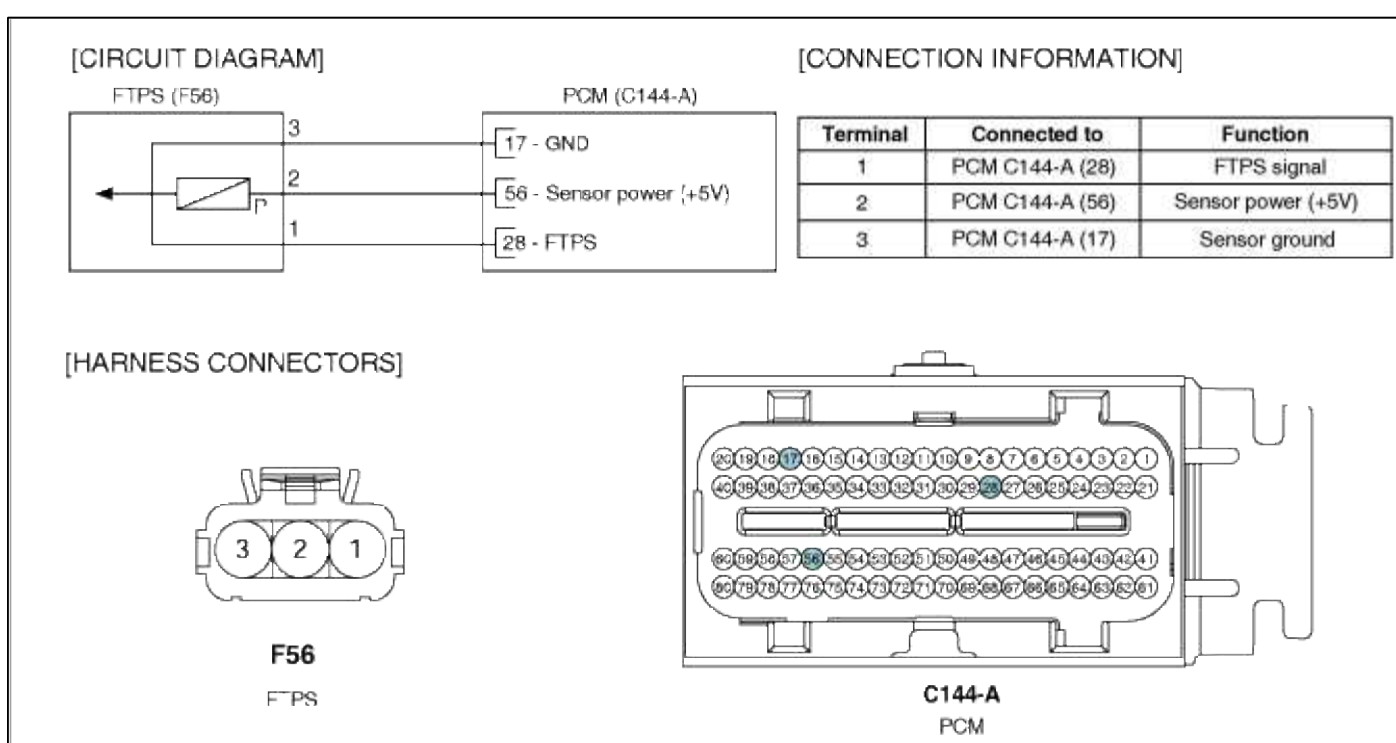 [CIRCUIT DIAGRAM]
FTPS (F56)
PCM (C144-A)
3
17 - GND
2
P
56 - Sensor power (+5V)
1
28 - FTPS
[CONNECTION INFORMATION]
Terminal Connected to Function
1 PCM C144-A (28) FTPS signal
2 PCM C144-A (56) Sensor power (+5V)
3 PCM C144-A (17) Sensor ground
[HARNESS CONNECTORS]
3 2 1
F56
FTPS
20 19 18 17 16 15 14 13 12 11 10 9 8 7 6 5 4 3 2 1
40 39 38 37 36 35 34 33 32 31 30 29 28 27 26 25 24 23 22 21
60 59 58 57 56 55 54 53 52 51 50 49 48 47 46 45 44 43 42 41
80 79 78 77 76 75 74 73 72 71 70 69 68 67 66 65 64 63 62 61
C144-A
PCM